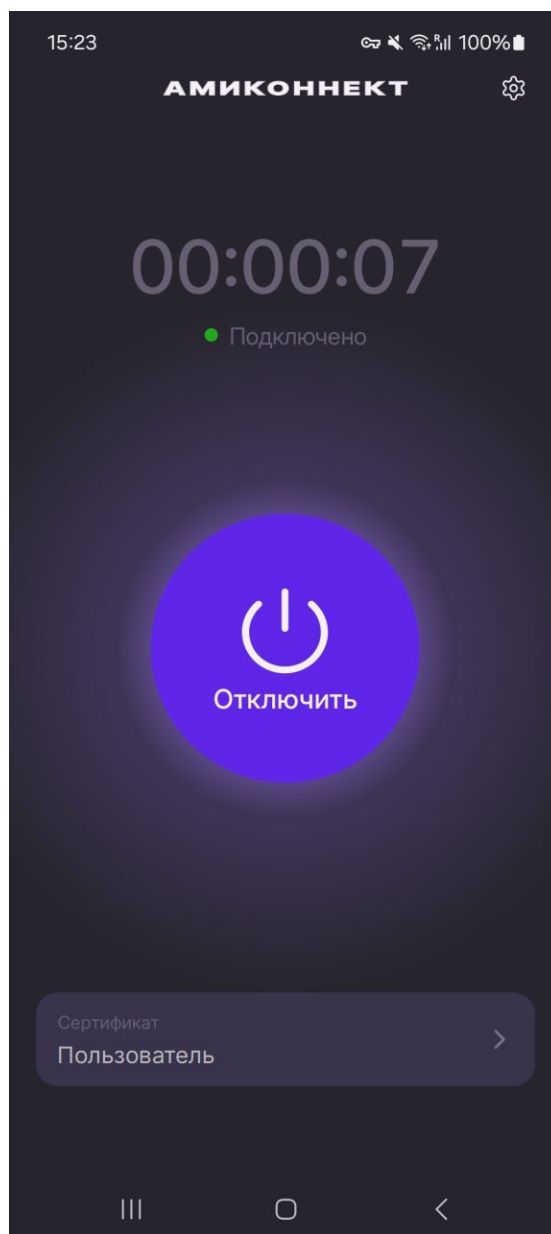 15:23
R 100%
АМИКОННЕКТ
00:00:07
Подключено
Отключить
Сертификат
Пользователь